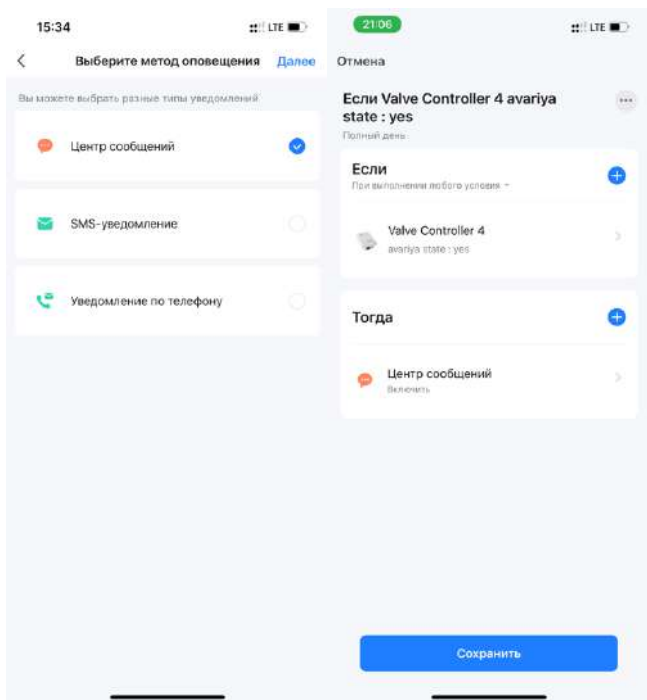 15:34
LTE
Выберите метод оповещения
Далее
Вы можете выбрать разные типы уведомлений
Центр сообщений
SMS-уведомление
Уведомление по телефону
21:06
LTE
Отмена
Если Valve Controller 4 avariya
state : yes
Полный день
Если
При выполнении любого условия
Valve Controller 4
avariya state : yes
Тогда
Центр сообщений
Включить
Сохранить